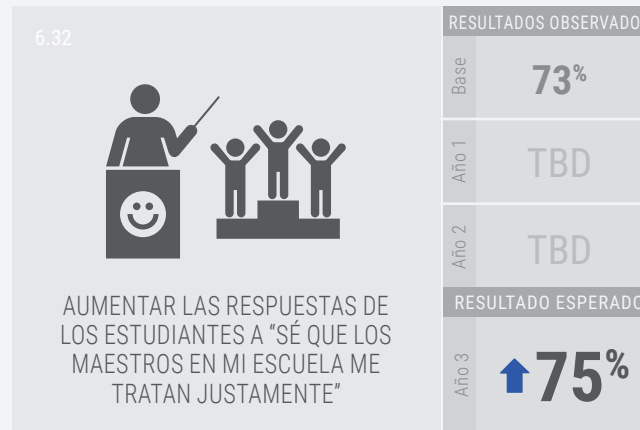 6.32
AUMENTAR LAS RESPUESTAS DE
LOS ESTUDIANTES A “SÉ QUE LOS
MAESTROS EN MI ESCUELA ME
TRATAN JUSTAMENTE”
RESULTADOS OBSERVADO
Base
73%
Año 1
TBD
Año 2
TBD
RESULTADO ESPERADO
Año 3
75%